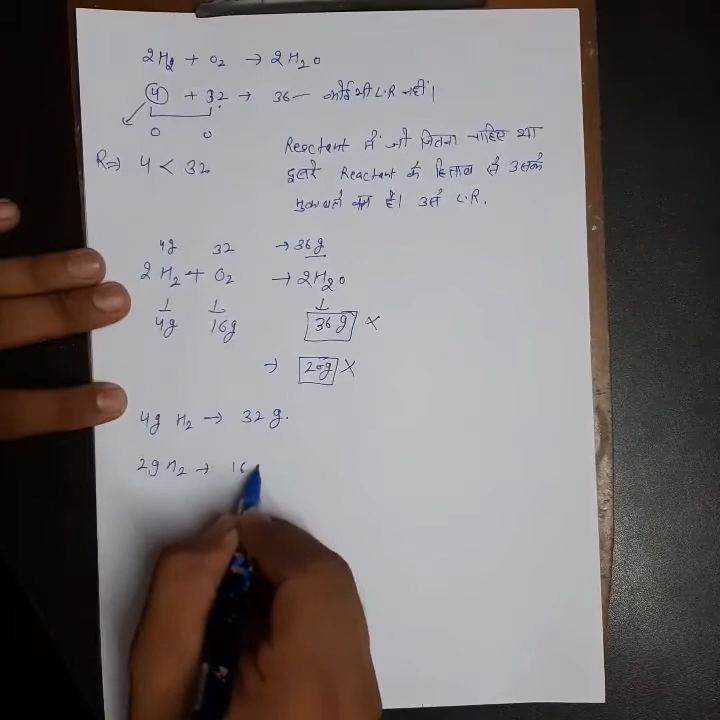 2H2 + O2 → 2H2O
4 + 32 → 36 — कोई भी L.R नहीं।
0 0
Reactant में जो जितना चाहिए था
R⇒ 4 < 32
दूसरे Reactant के हिसाब से उसके
मुकाबले कम है। उसे L.R.
4g 32 → 36g
2H2 + O2 → 2H2O
↓ ↓ ↓
4g 16g 36g ×
→ 20g ×
4g H2 → 32g.
2g H2 → 16